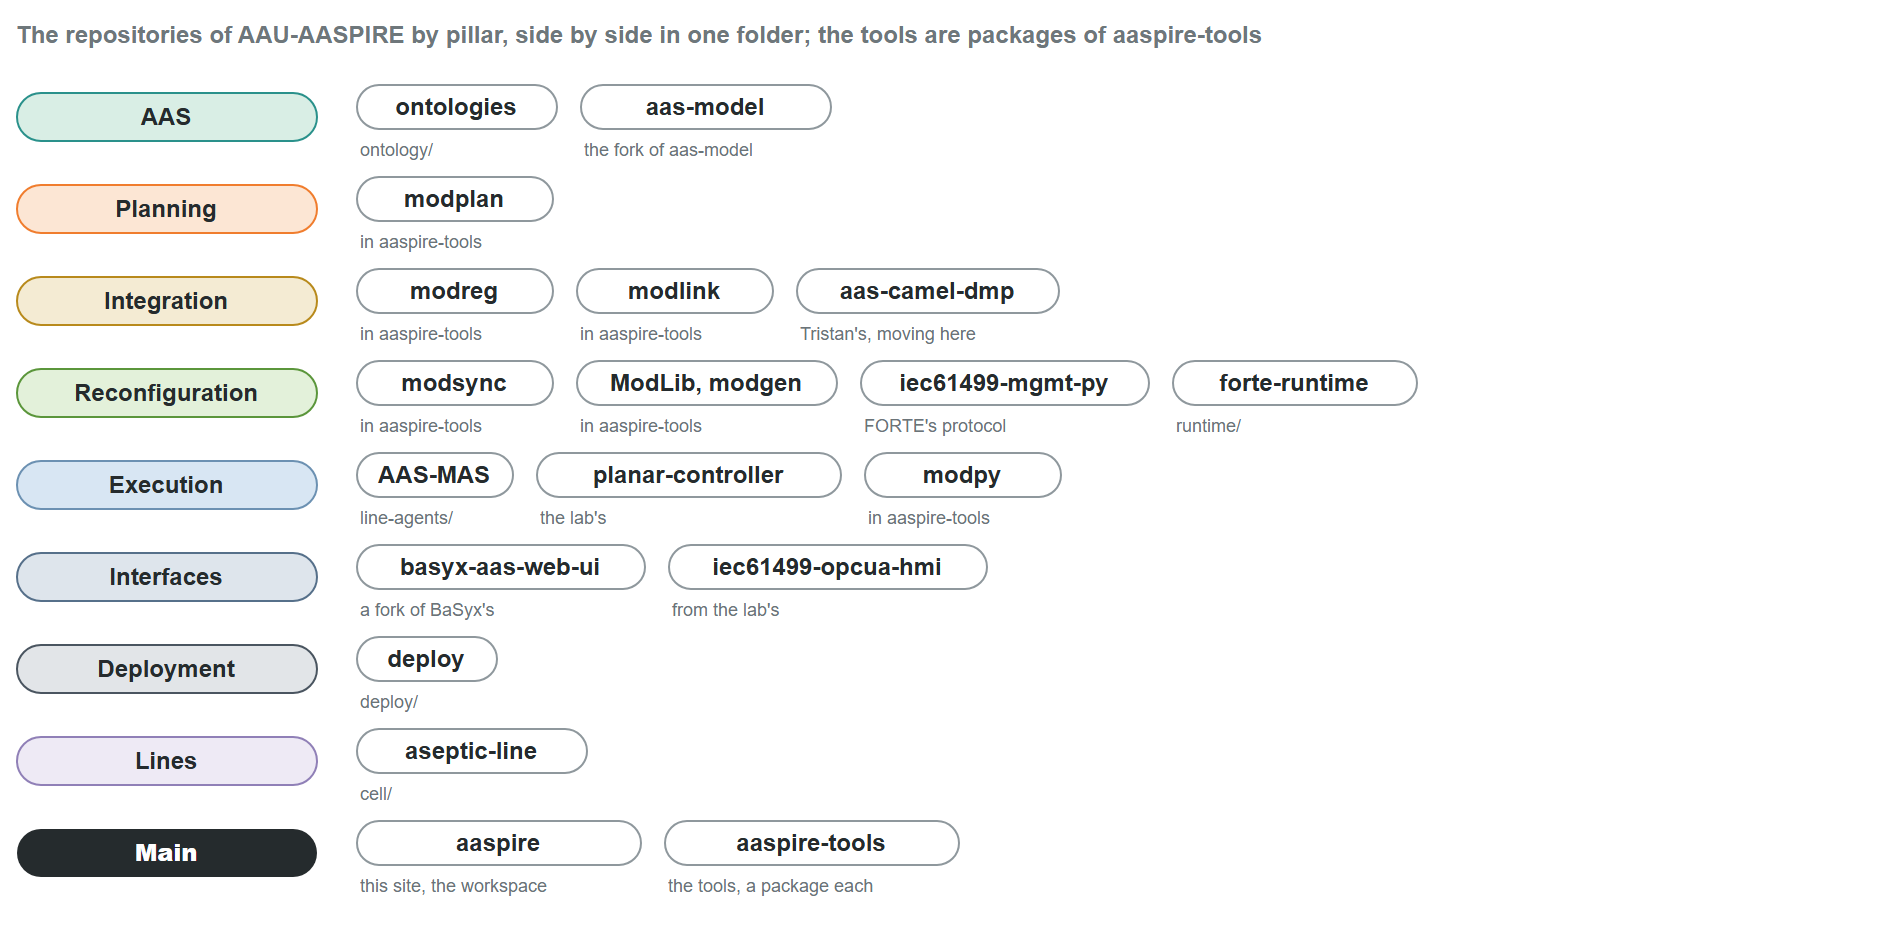 The repositories of AAU-AASPIRE by pillar, side by side in one folder; the tools are packages of aaspire-tools
AAS
ontologies
aas-model
ontology/
the fork of aas-model
Planning
modplan
in aaspire-tools
Integration
modreg
modlink
aas-camel-dmp
in aaspire-tools
in aaspire-tools
Tristan's, moving here
Reconfiguration
modsync
ModLib, modgen
iec61499-mgmt-py
forte-runtime
in aaspire-tools
in aaspire-tools
FORTE's protocol
runtime/
Execution
AAS-MAS
planar-controller
modpy
line-agents/
the lab's
in aaspire-tools
Interfaces
basyx-aas-web-ui
iec61499-opcua-hmi
a fork of BaSyx's
from the lab's
Deployment
deploy
deploy/
Lines
aseptic-line
cell/
Main
aaspire
aaspire-tools
this site, the workspace
the tools, a package each